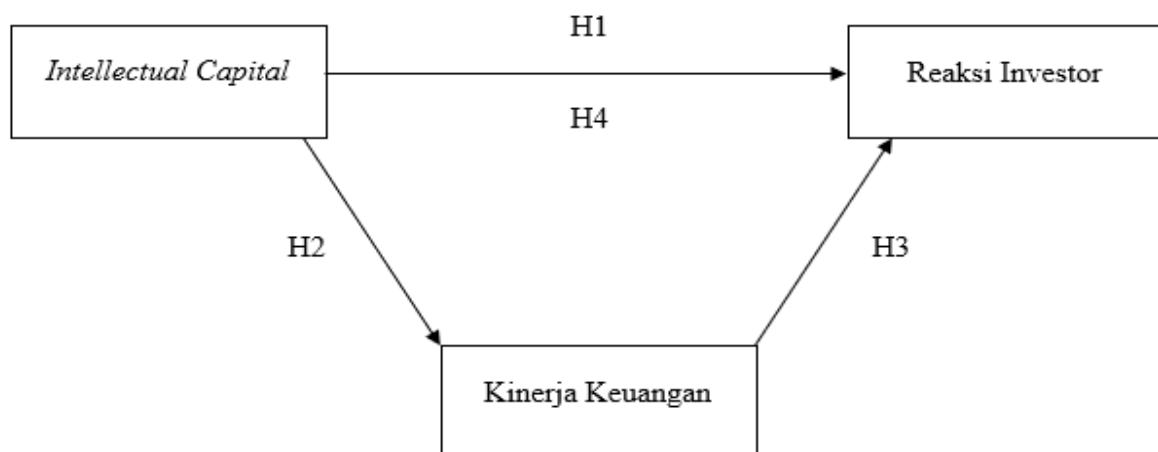 H1
Intellectual Capital
Reaksi Investor
H4
H2
H3
Kinerja Keuangan